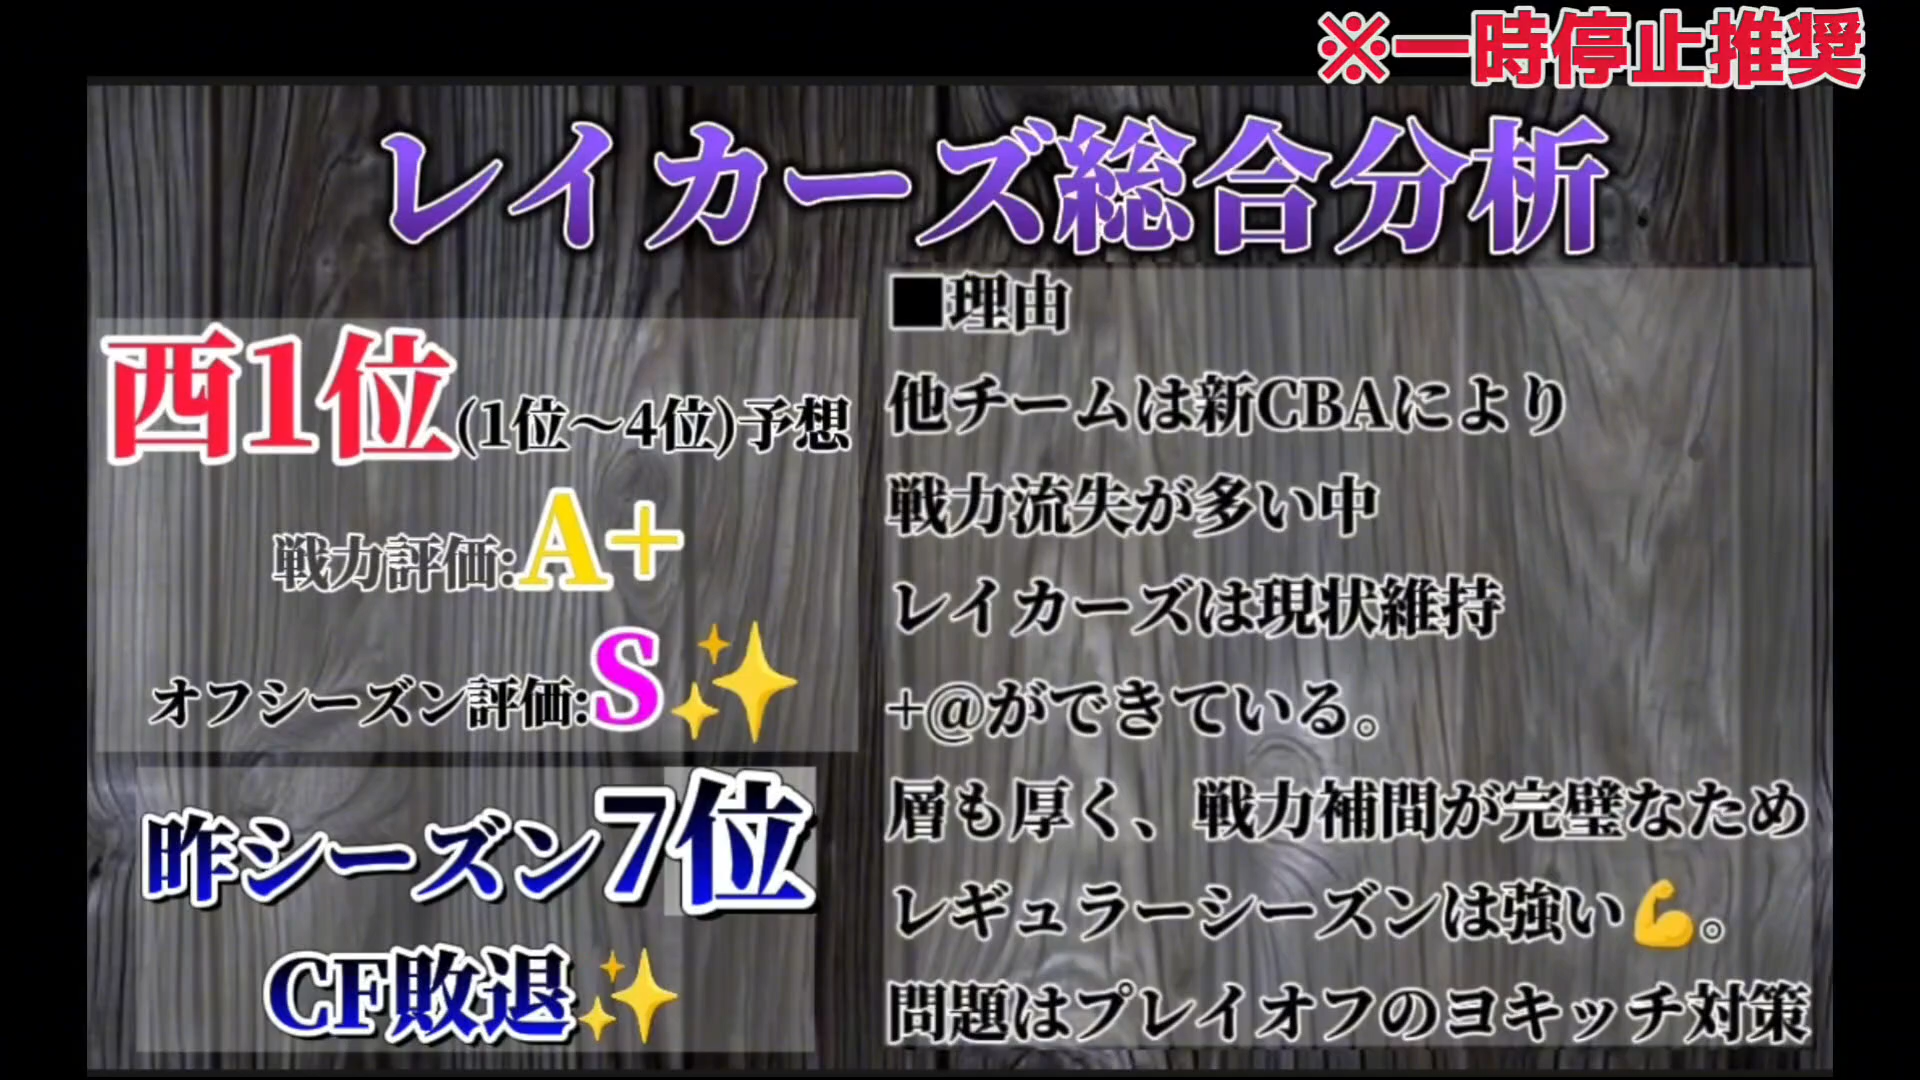 ※一時停止推奨
レイカーズ総合分析
西1位(1位〜4位)予想
戦力評価:A+
オフシーズン評価:S✨
昨シーズン7位
CF敗退✨
■理由
他チームは新CBAにより
戦力流失が多い中
レイカーズは現状維持
+@ができている。
層も厚く、戦力補間が完璧なため
レギュラーシーズンは強い💪。
問題はプレイオフのヨキッチ対策